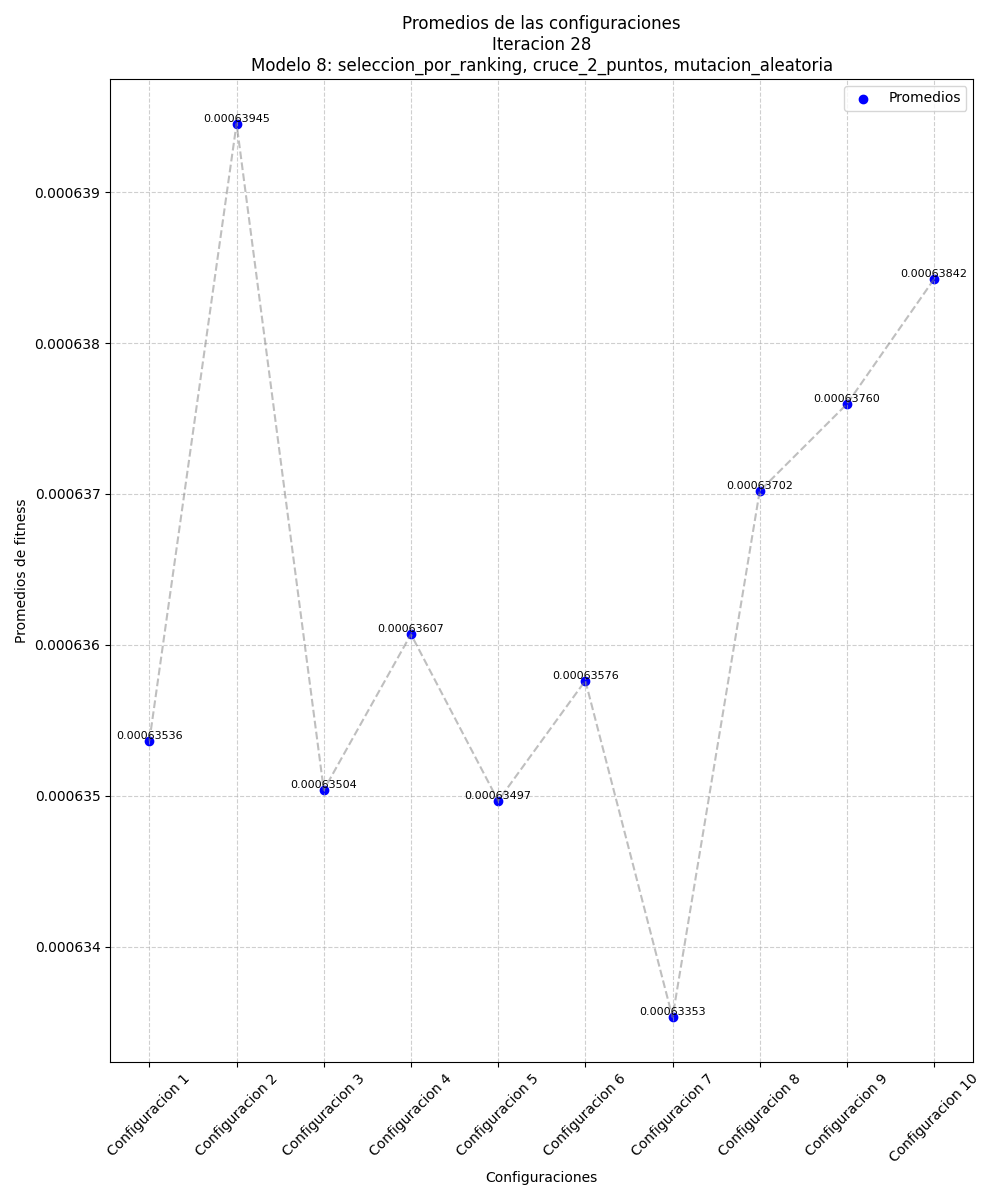 Promedios de las configuraciones
Iteracion 28
Modelo 8: seleccion_por_ranking, cruce_2_puntos, mutacion_aleatoria
Promedios
0.00063945
0.000639
0.00063842
0.000638
0.00063760
0.00063702
0.000637
0.00063607
0.000636
0.00063576
0.00063536
0.00063504
0.00063497
0.000635
0.000634
0.00063353
Promedios de fitness
Configuracion 1
Configuracion 2
Configuracion 3
Configuracion 4
Configuracion 5
Configuracion 6
Configuracion 7
Configuracion 8
Configuracion 9
Configuracion 10
Configuraciones